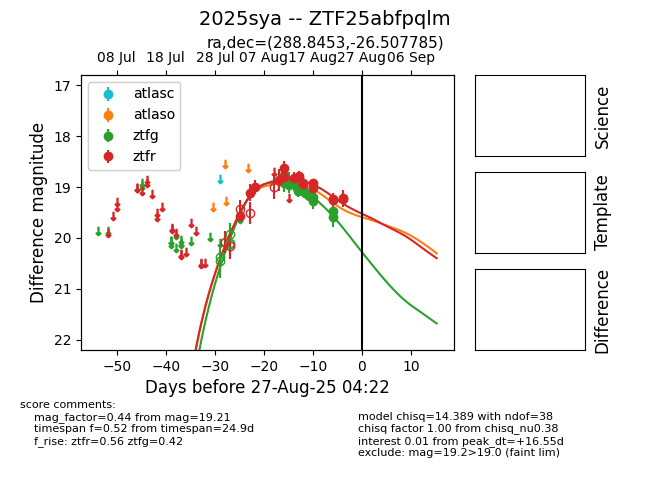 2025sya -- ZTF25abfpqlm
ra,dec=(288.8453,-26.507785)
08 Jul 18 Jul 28 Jul 07 Aug 17 Aug 27 Aug 06 Sep
atlasc
atlaso
ztfg
ztfr
17
18
19
20
21
22
Difference magnitude
−50 −40 −30 −20 −10 0 10
Days before 27-Aug-25 04:22
Science
Template
Difference
score comments:
mag_factor=0.44 from mag=19.21
timespan f=0.52 from timespan=24.9d
f_rise: ztfr=0.56 ztfg=0.42
model chisq=14.389 with ndof=38
chisq factor 1.00 from chisq_nu0.38
interest 0.01 from peak_dt=+16.55d
exclude: mag=19.2>19.0 (faint lim)